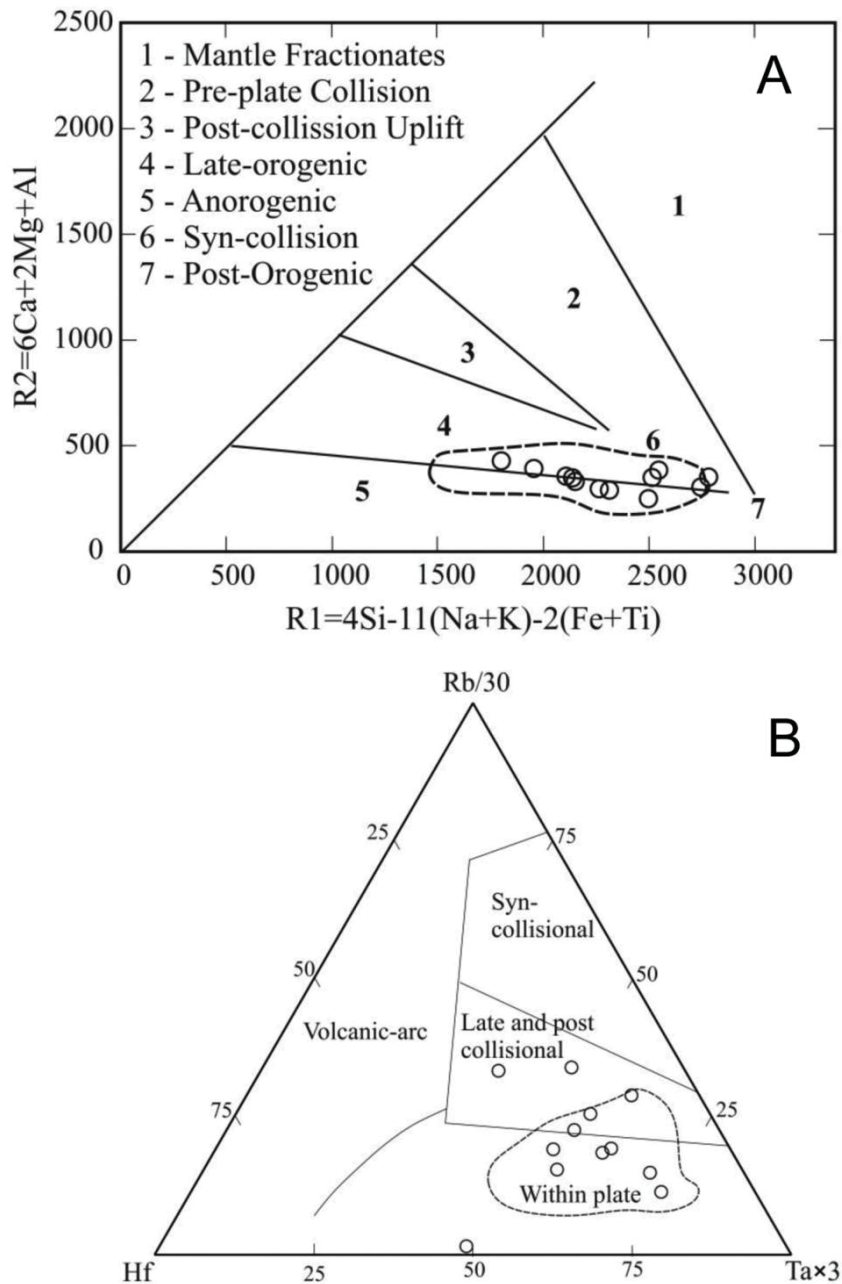 2500
2000
1500
1000
500
0
R2=6Ca+2Mg+Al
A
1 - Mantle Fractionates
2 - Pre-plate Collision
3 - Post-collission Uplift
4 - Late-orogenic
5 - Anorogenic
6 - Syn-collision
7 - Post-Orogenic
1
2
3
4
5
6
7
0 500 1000 1500 2000 2500 3000
R1=4Si-11(Na+K)-2(Fe+Ti)
B
Rb/30
25
75
Syn-
collisional
50
50
Volcanic-arc
Late and post
collisional
75
25
Within plate
Hf
25
50
75
Ta×3